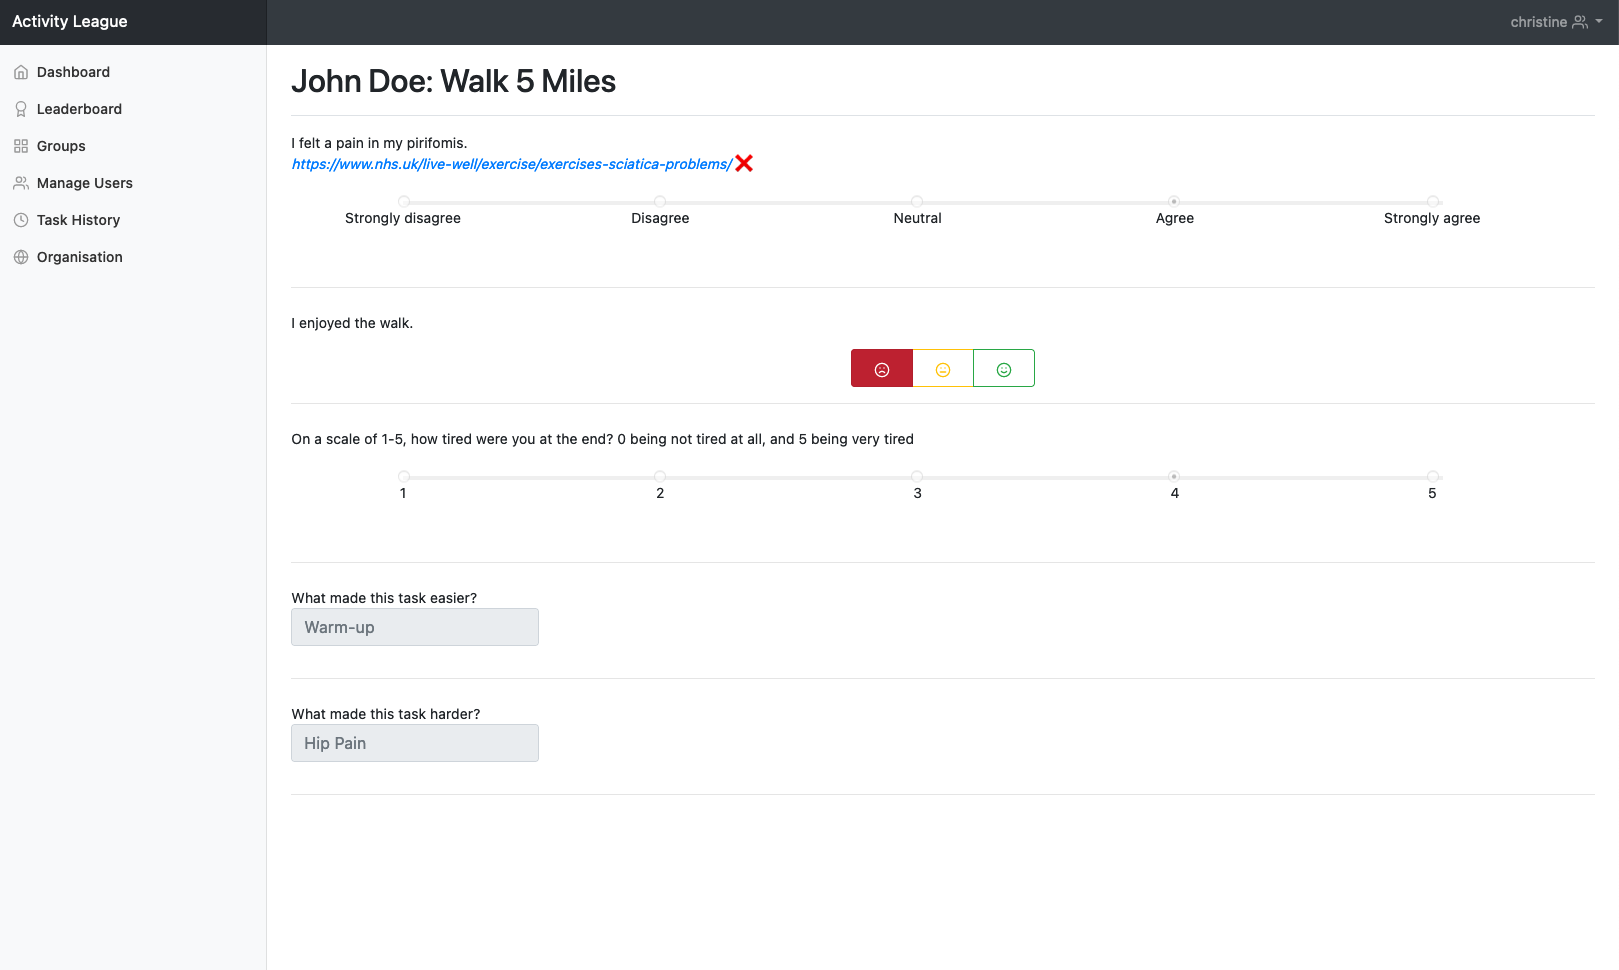 Activity League
christine
Dashboard
Leaderboard
Groups
Manage Users
Task History
Organisation
John Doe: Walk 5 Miles
I felt a pain in my pirifomis.
https://www.nhs.uk/live-well/exercise/exercises-sciatica-problems/
Strongly disagree Disagree Neutral Agree Strongly agree
I enjoyed the walk.
On a scale of 1-5, how tired were you at the end? 0 being not tired at all, and 5 being very tired
1 2 3 4 5
What made this task easier?
Warm-up
What made this task harder?
Hip Pain